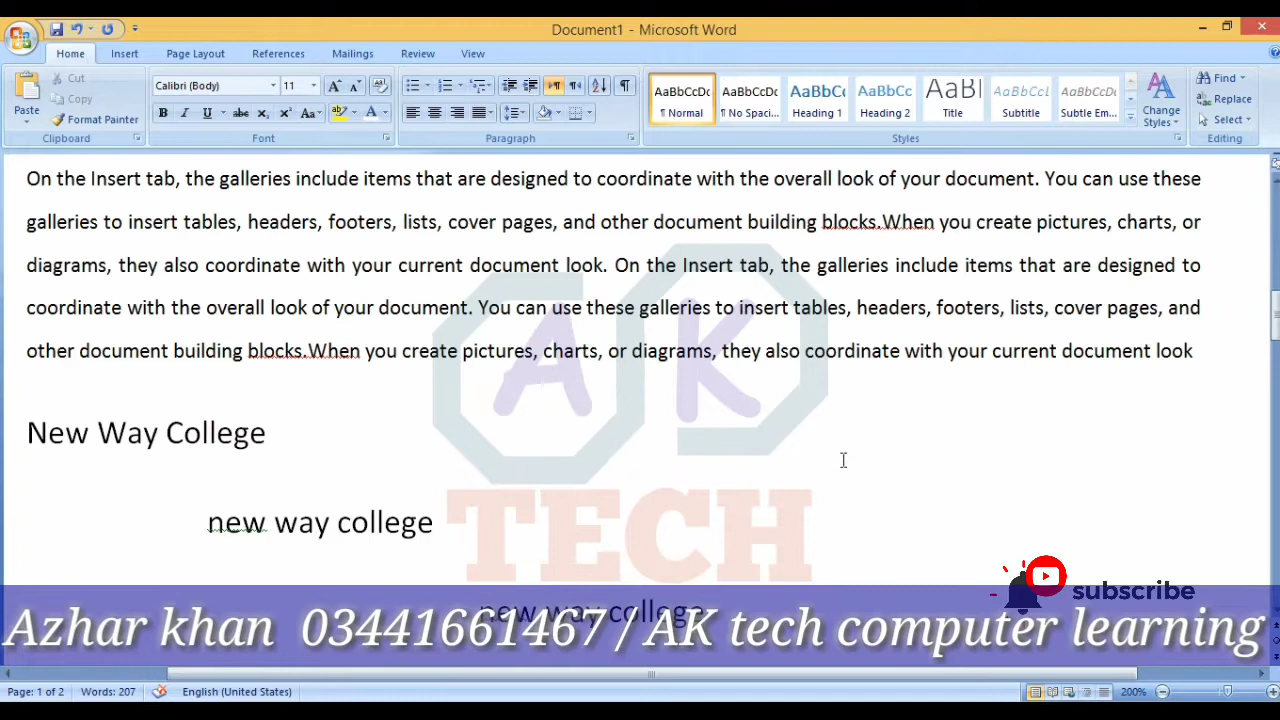 Document1 - Microsoft Word
Home Insert Page Layout References Mailings Review View
Paste
Cut
Copy
Format Painter
Clipboard
Calibri (Body) 11
B I U abc x₂ x² Aa
Font
Paragraph
AaBbCcDc AaBbCcDc AaBbCc AaBbCc AaBl AaBbCcL AaBbCcDc
¶ Normal ¶ No Spaci... Heading 1 Heading 2 Title Subtitle Subtle Em...
Styles
Change Styles
Find
Replace
Select
Editing
On the Insert tab, the galleries include items that are designed to coordinate with the overall look of your document. You can use these
galleries to insert tables, headers, footers, lists, cover pages, and other document building blocks.When you create pictures, charts, or
diagrams, they also coordinate with your current document look. On the Insert tab, the galleries include items that are designed to
coordinate with the overall look of your document. You can use these galleries to insert tables, headers, footers, lists, cover pages, and
other document building blocks.When you create pictures, charts, or diagrams, they also coordinate with your current document look
AK
New Way College
new way college
TECH
subscribe
new way college
Azhar khan 03441661467 / AK tech computer learning
Page: 1 of 2 Words: 207 English (United States) 200%